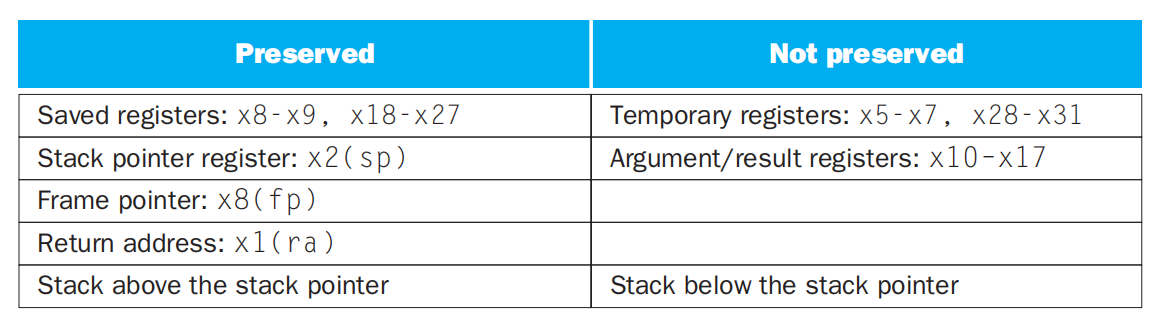 Preserved Not preserved
Saved registers: x8-x9, x18-x27 Temporary registers: x5-x7, x28-x31
Stack pointer register: x2(sp) Argument/result registers: x10–x17
Frame pointer: x8(fp)
Return address: x1(ra)
Stack above the stack pointer Stack below the stack pointer